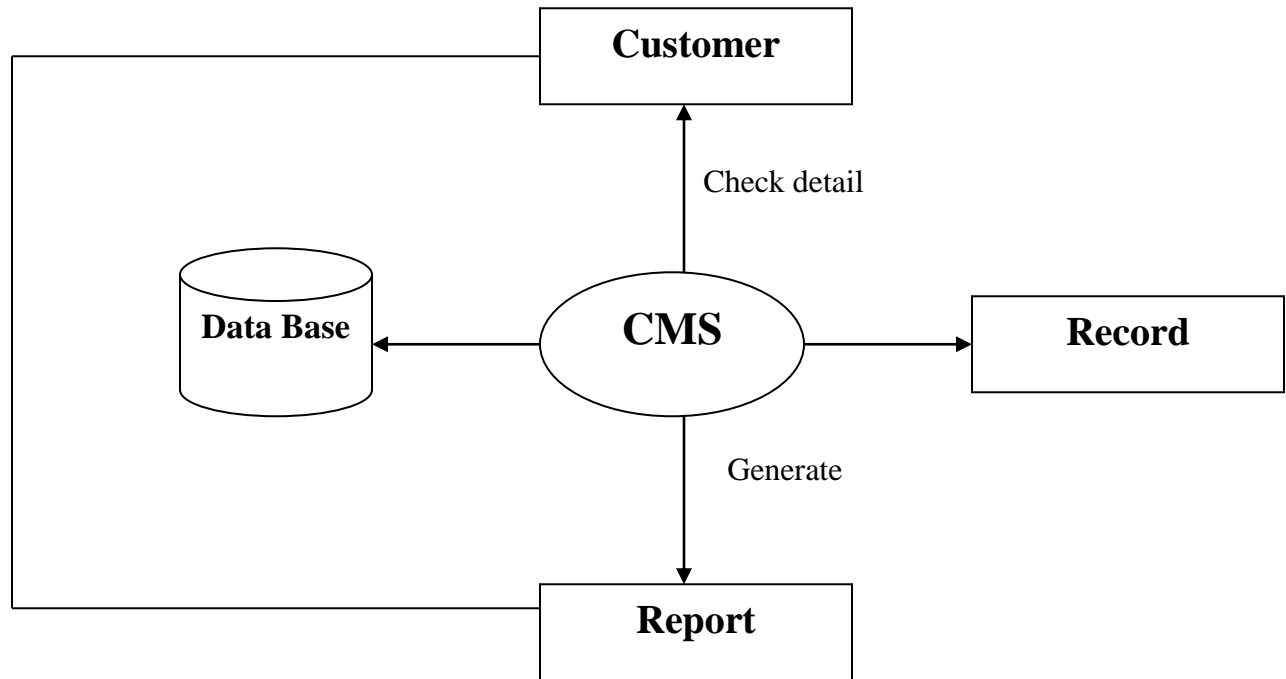 Customer
Check detail
Data Base
CMS
Record
Generate
Report